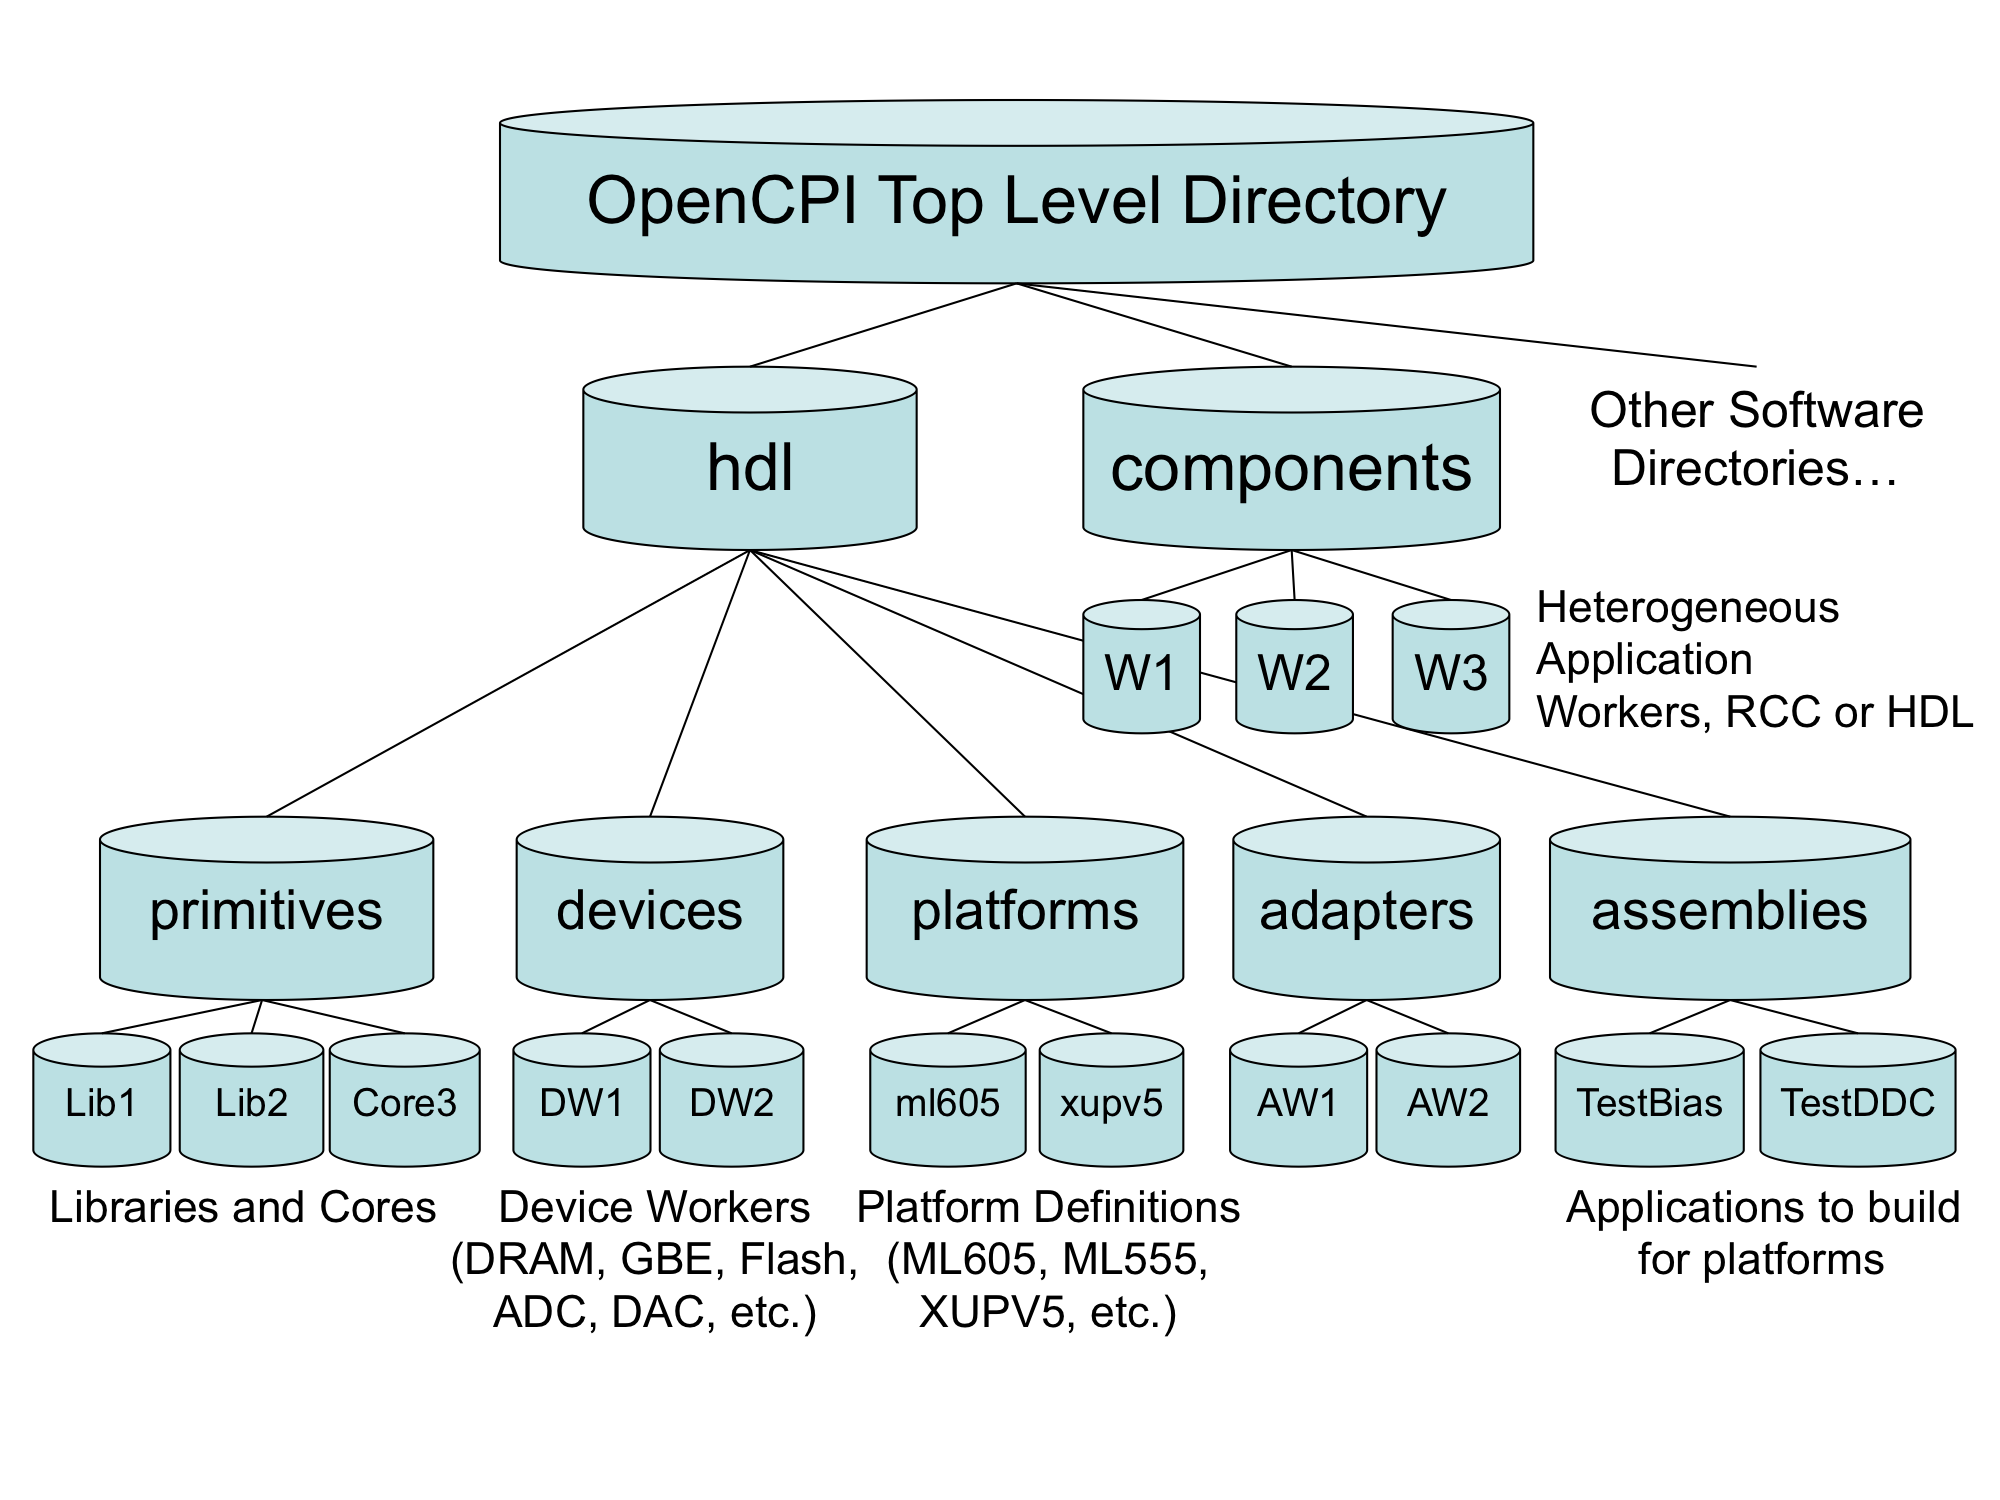 OpenCPI Top Level Directory
hdl
components
Other Software
Directories…
W1
W2
W3
Heterogeneous
Application
Workers, RCC or HDL
primitives
devices
platforms
adapters
assemblies
Lib1
Lib2
Core3
DW1
DW2
ml605
xupv5
AW1
AW2
TestBias
TestDDC
Libraries and Cores
Device Workers
(DRAM, GBE, Flash,
ADC, DAC, etc.)
Platform Definitions
(ML605, ML555,
XUPV5, etc.)
Applications to build
for platforms